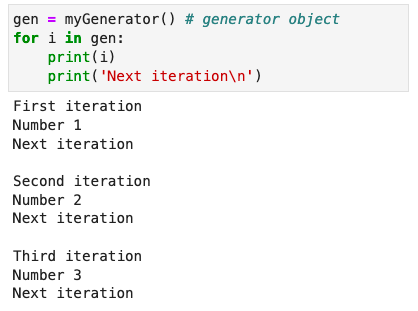 gen = myGenerator() # generator object
for i in gen:
    print(i)
    print('Next iteration\n')
First iteration
Number 1
Next iteration

Second iteration
Number 2
Next iteration

Third iteration
Number 3
Next iteration